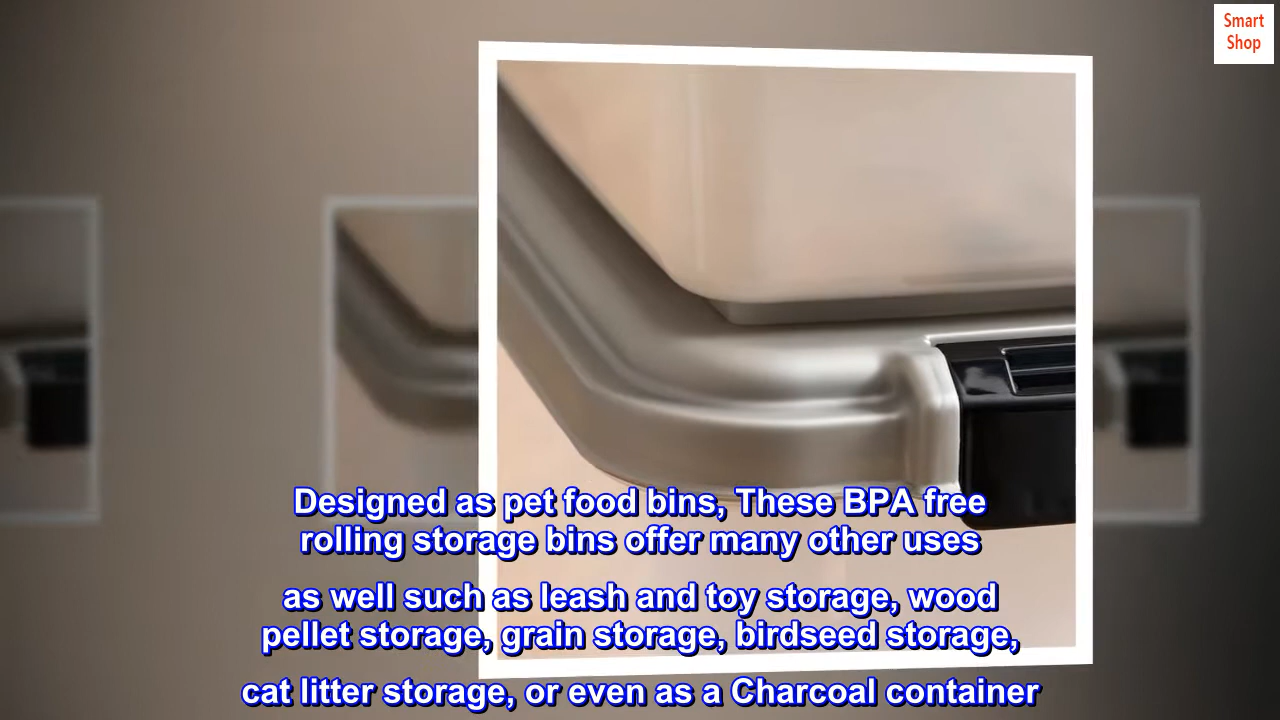 Smart
Shop
Designed as pet food bins, These BPA free
rolling storage bins offer many other uses
as well such as leash and toy storage, wood
pellet storage, grain storage, birdseed storage,
cat litter storage, or even as a Charcoal container